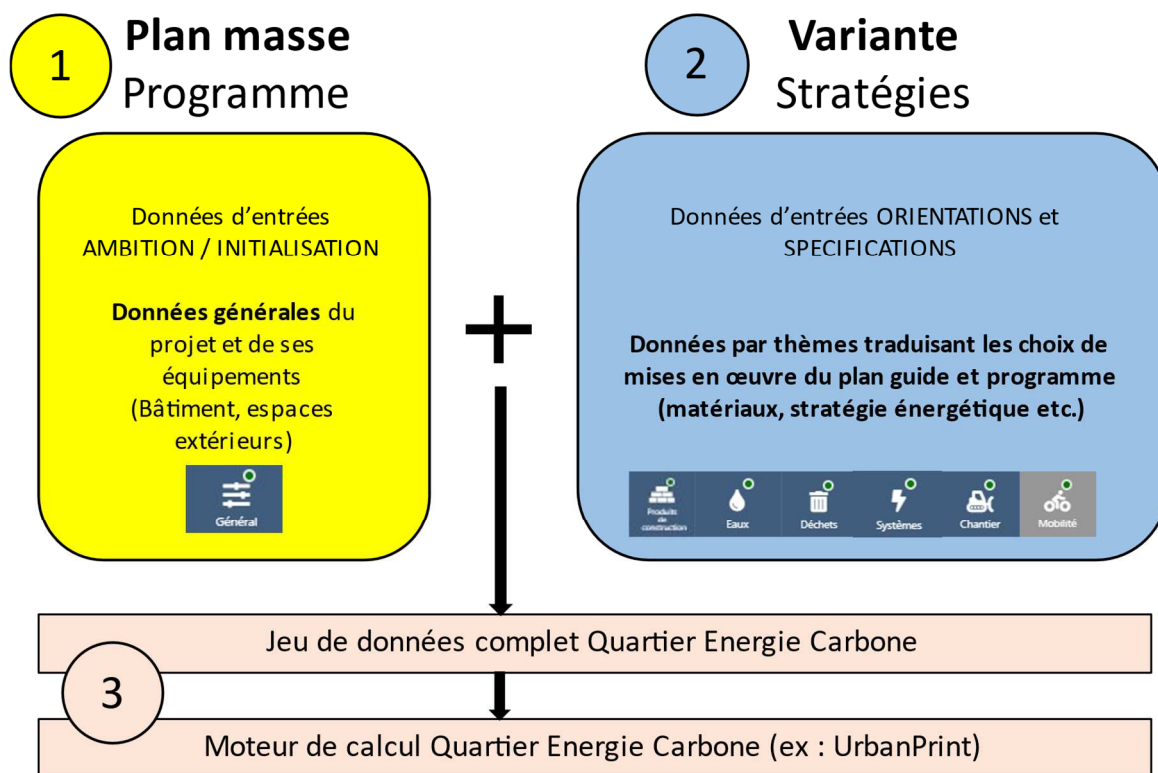 1
Plan masse
Programme
Données d’entrées
AMBITION / INITIALISATION
Données générales du
projet et de ses
équipements
(Bâtiment, espaces
extérieurs)
Général
+
2
Variante
Stratégies
Données d’entrées ORIENTATIONS et
SPECIFICATIONS
Données par thèmes traduisant les choix de
mises en œuvre du plan guide et programme
(matériaux, stratégie énergétique etc.)
Produits
de
construction
Eaux
Déchets
Systèmes
Chantier
Mobilité
3
Jeu de données complet Quartier Energie Carbone
Moteur de calcul Quartier Energie Carbone (ex : UrbanPrint)